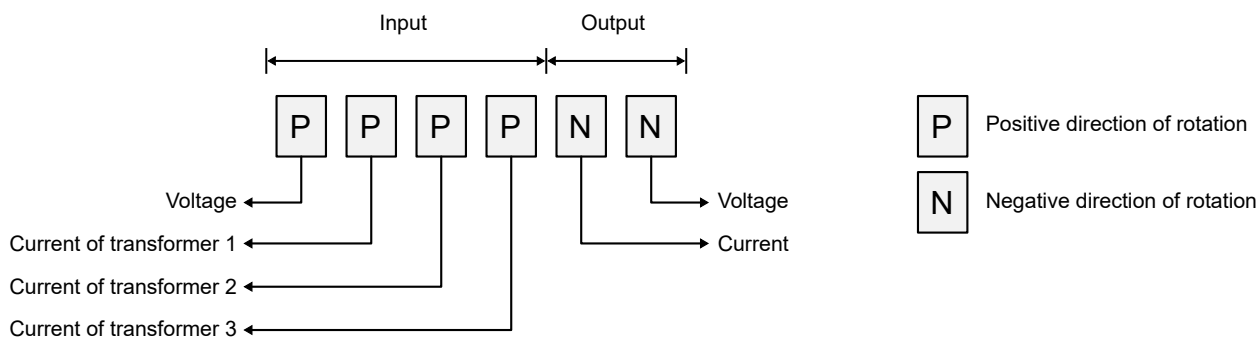 Input Output
P P P P N N
P Positive direction of rotation
Voltage Voltage
N Negative direction of rotation
Current of transformer 1 Current
Current of transformer 2
Current of transformer 3